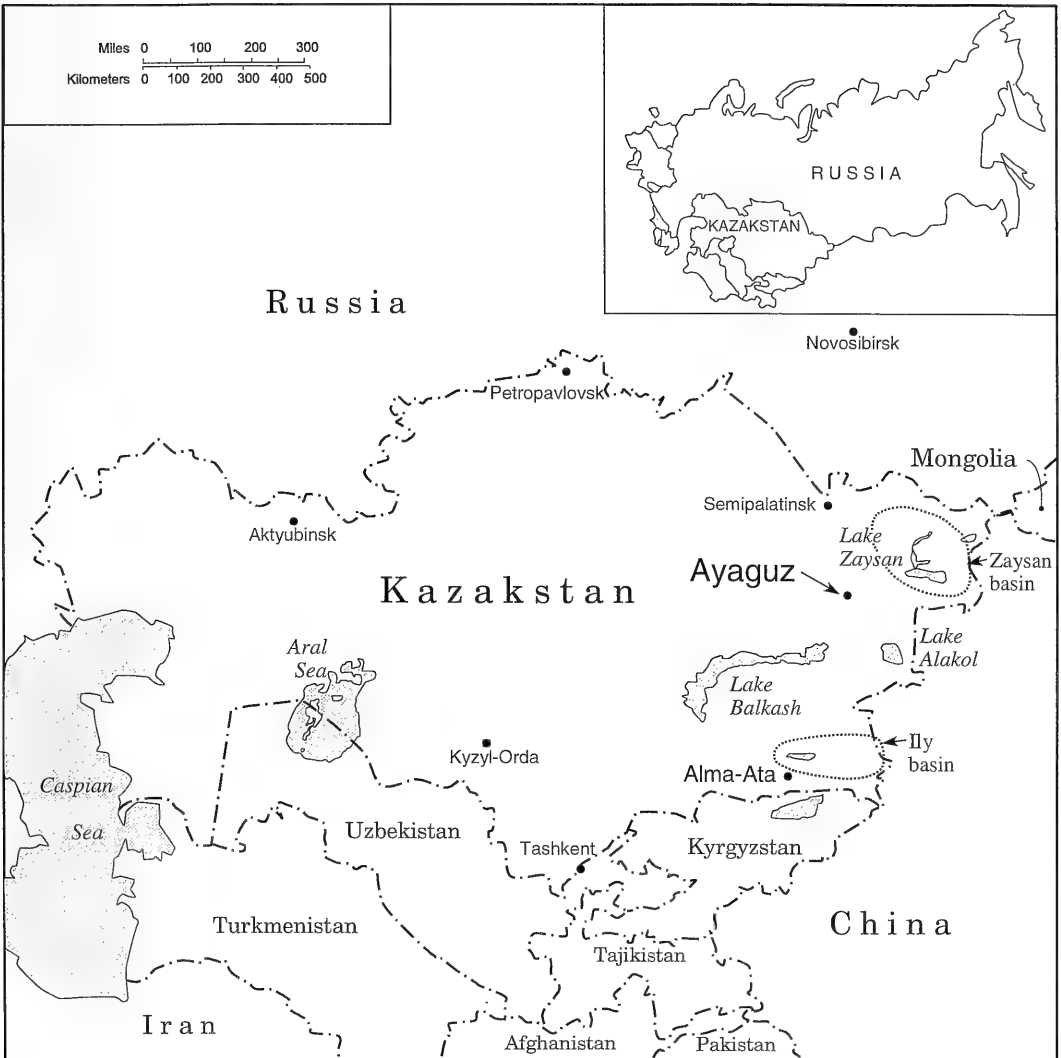 Miles 0 100 200 300
Kilometers 0 100 200 300 400 500
RUSSIA
KAZAKSTAN
Russia
Novosibirsk
Petropavlovsk
Mongolia
Semipalatinsk
Aktyubinsk
Lake
Zaysan
Zaysan
basin
Ayaguz
Kazakstan
Lake
Alakol
Aral
Sea
Lake
Balkash
Ily
basin
Kyzyl-Orda
Alma-Ata
Caspian
Sea
Uzbekistan
Tashkent
Kyrgyzstan
Turkmenistan
China
Tajikistan
Iran
Afghanistan
Pakistan